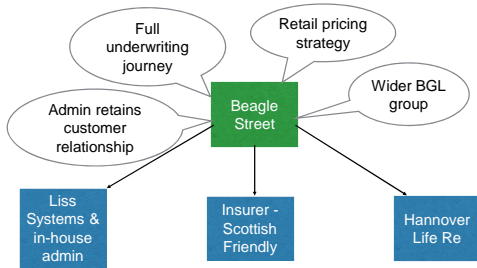 Full
underwriting
journey
Retail pricing
strategy
Admin retains
customer
relationship
Beagle
Street
Wider BGL
group
Liss
Systems &
in-house
admin
Insurer -
Scottish
Friendly
Hannover
Life Re